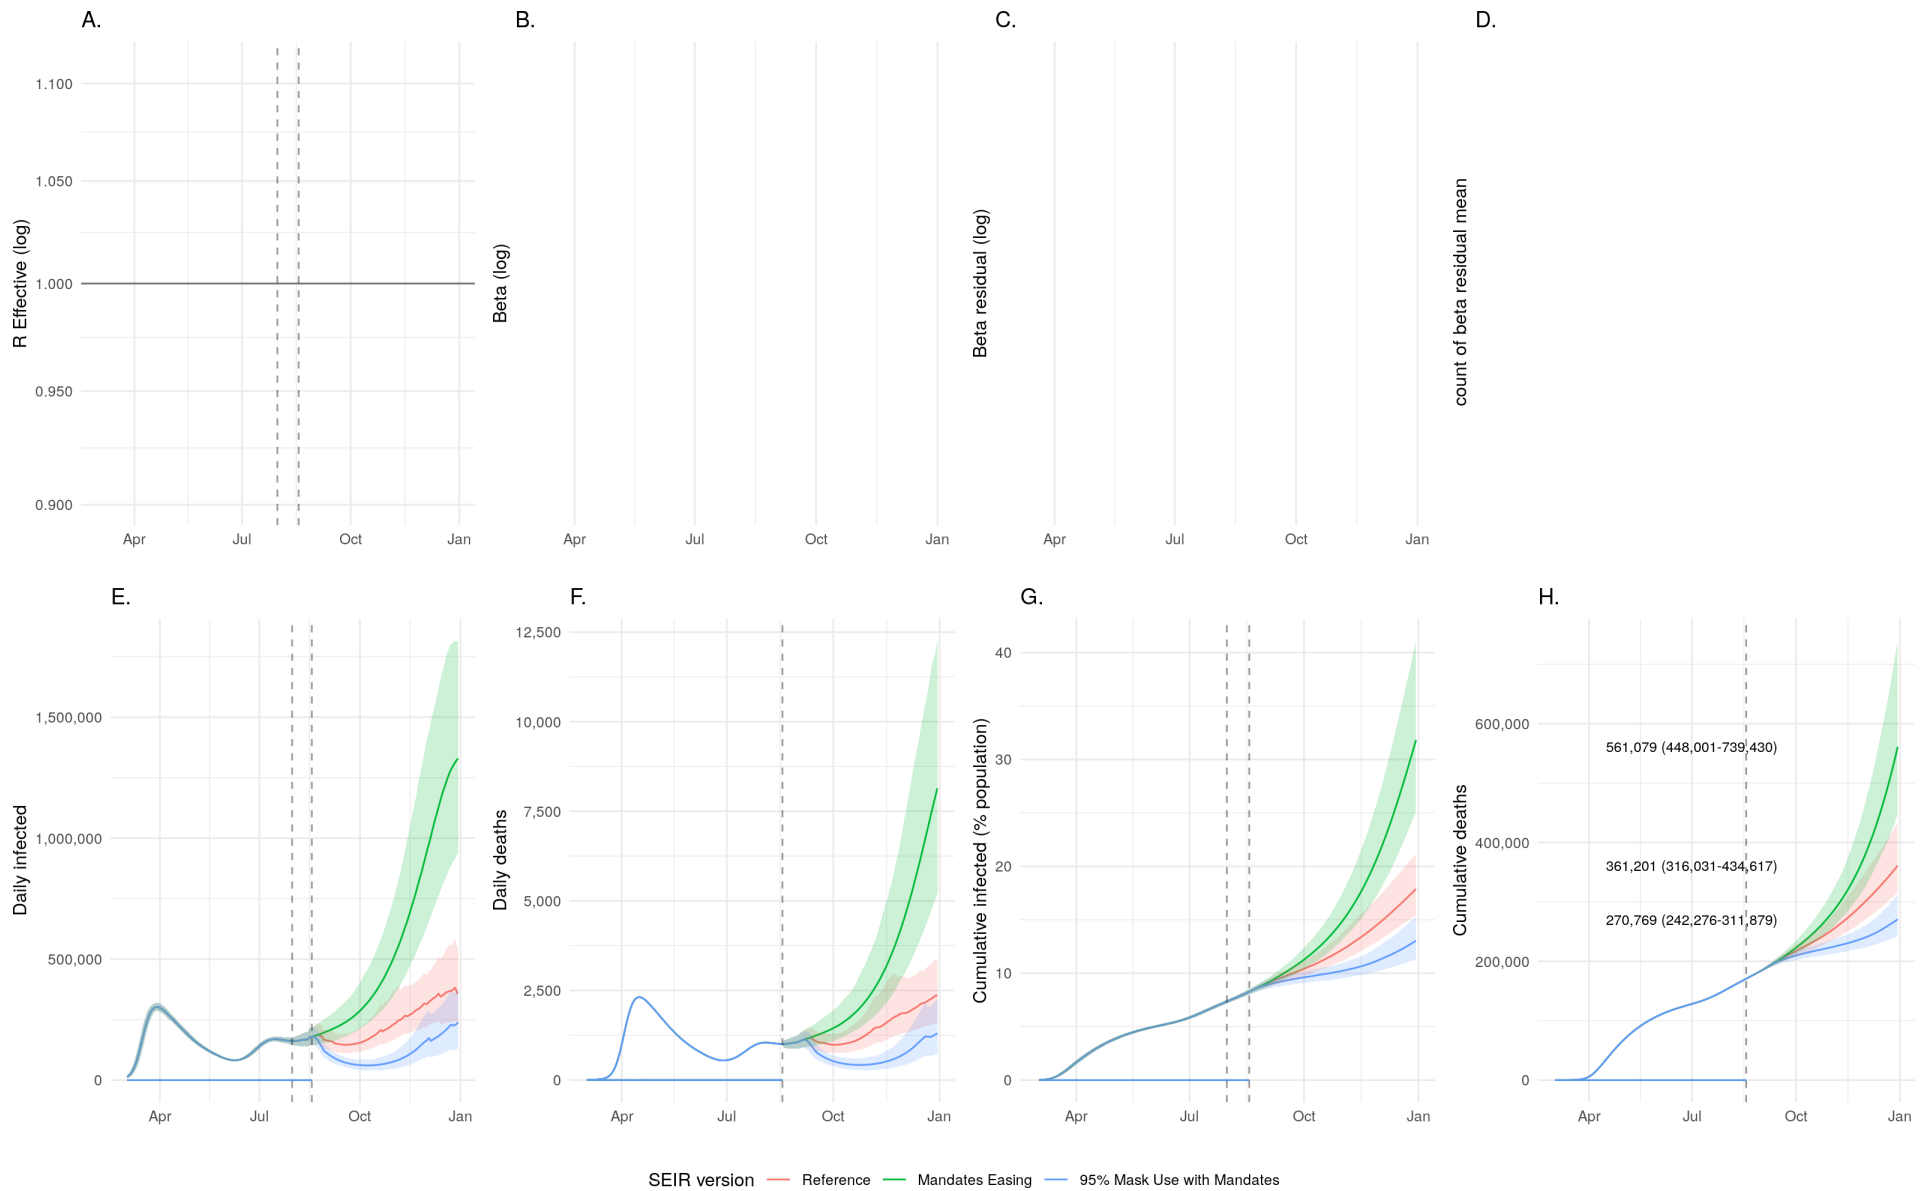 A.
B.
C.
D.
R Effective (log)
1.100
1.050
1.000
0.950
0.900
Apr Jul Oct Jan
Beta (log)
Apr Jul Oct Jan
Beta residual (log)
Apr Jul Oct Jan
count of beta residual mean
E.
Daily infected
1,500,000
1,000,000
500,000
0
Apr Jul Oct Jan
F.
Daily deaths
12,500
10,000
7,500
5,000
2,500
0
Apr Jul Oct Jan
G.
Cumulative infected (% population)
40
30
20
10
0
Apr Jul Oct Jan
H.
Cumulative deaths
600,000
400,000
200,000
0
561,079 (448,001-739,430)
361,201 (316,031-434,617)
270,769 (242,276-311,879)
Apr Jul Oct Jan
SEIR version Reference Mandates Easing 95% Mask Use with Mandates